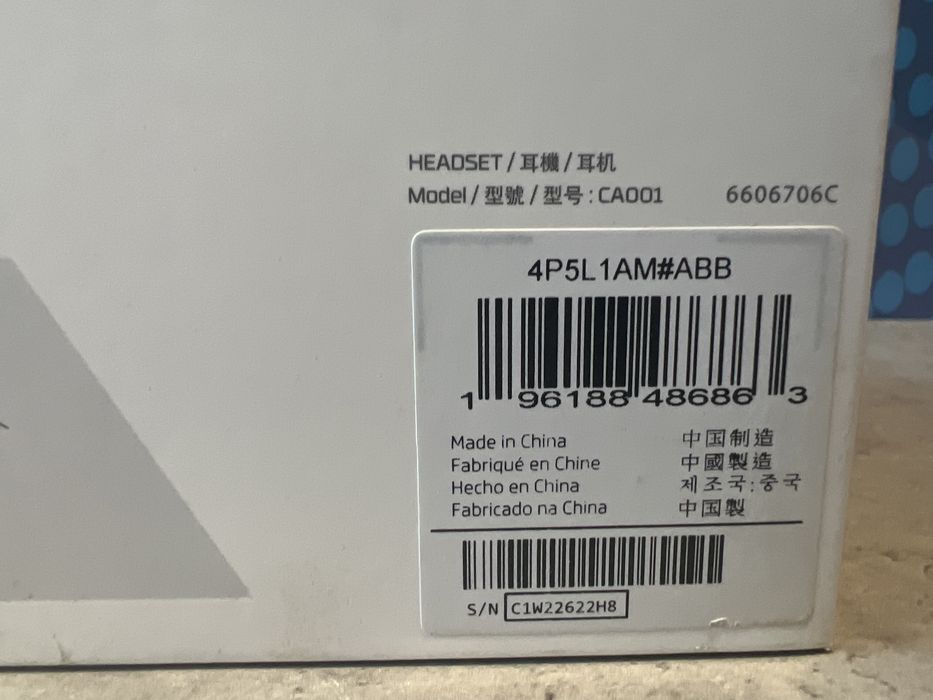 HEADSET / 耳機 / 耳机
Model / 型號 / 型号 : CA001 6606706C
4P5L1AM#ABB
1 96188 48686 3
Made in China 中国制造
Fabriqué en Chine 中國製造
Hecho en China 제조국: 중국
Fabricado na China 中国製
S/N C1W22622H8